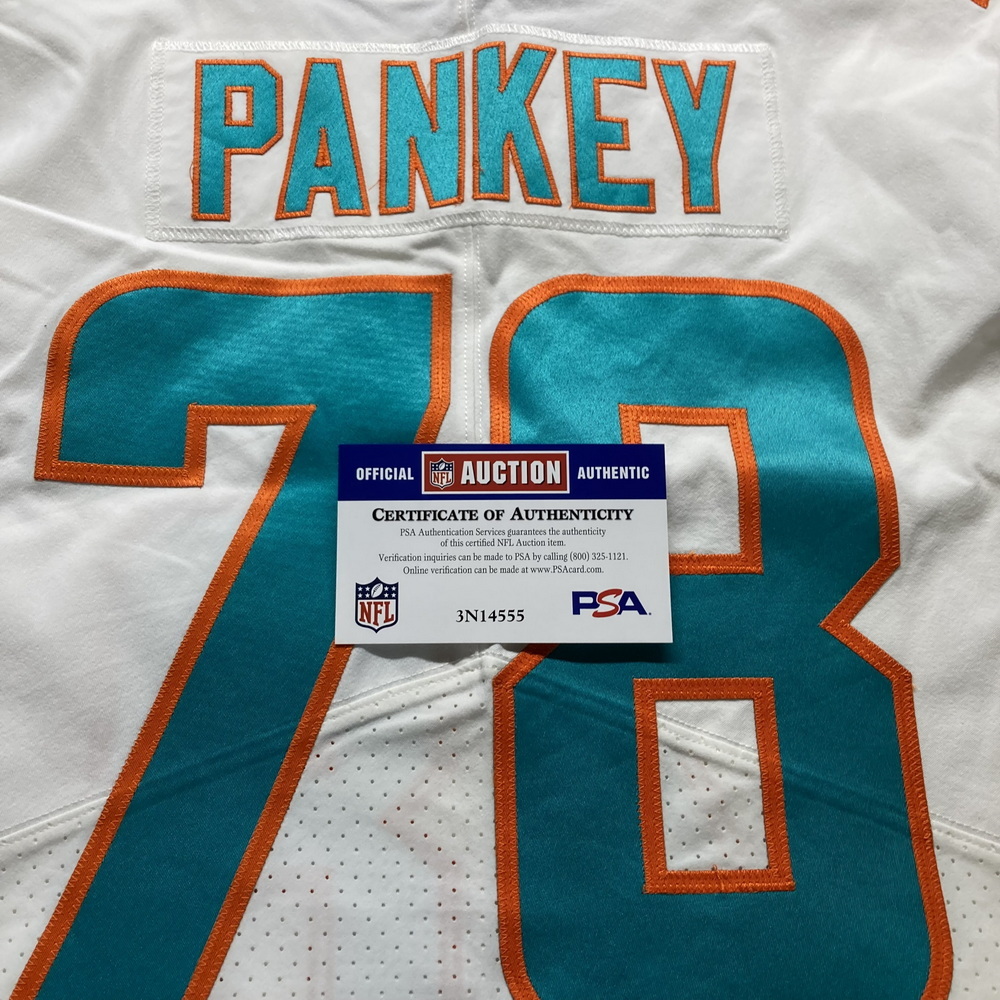 PANKEY
78
OFFICIAL NFL AUCTION AUTHENTIC
CERTIFICATE OF AUTHENTICITY
PSA Authentication Services guarantees the authenticity
of this certified NFL Auction item.
Verification inquiries can be made to PSA by calling (800) 325-1121.
Online verification can be made at www.PSAcard.com.
NFL 3N14555 PSA.